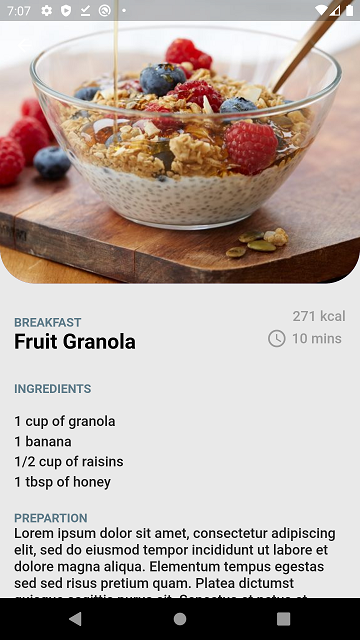 7:07
271 kcal
BREAKFAST
Fruit Granola
10 mins
INGREDIENTS
1 cup of granola
1 banana
1/2 cup of raisins
1 tbsp of honey
PREPARTION
Lorem ipsum dolor sit amet, consectetur adipiscing
elit, sed do eiusmod tempor incididunt ut labore et
dolore magna aliqua. Elementum tempus egestas
sed sed risus pretium quam. Platea dictumst